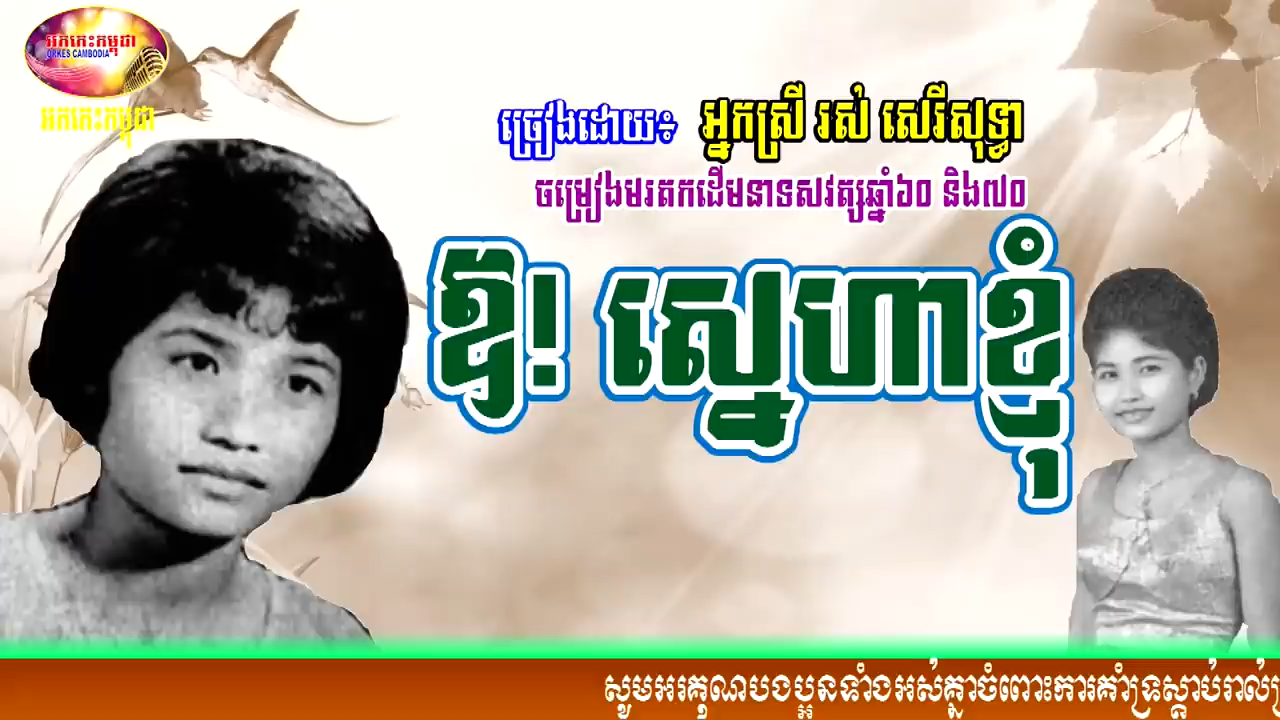 អកកេះកម្ពុជា
ORKES CAMBODIA
អកកេះកម្ពុជា
ច្រៀងដោយ៖ អ្នកស្រី រស់ សេរីសុទ្ធា
ចម្រៀងមរតកដើមនាទសវត្សឆ្នាំ៦០ និង៧០
ឱ! ស្នេហាខ្ញុំ
សូមអរគុណបងប្អូនទាំងអស់គ្នាចំពោះការគាំទ្រស្តាប់រាល់